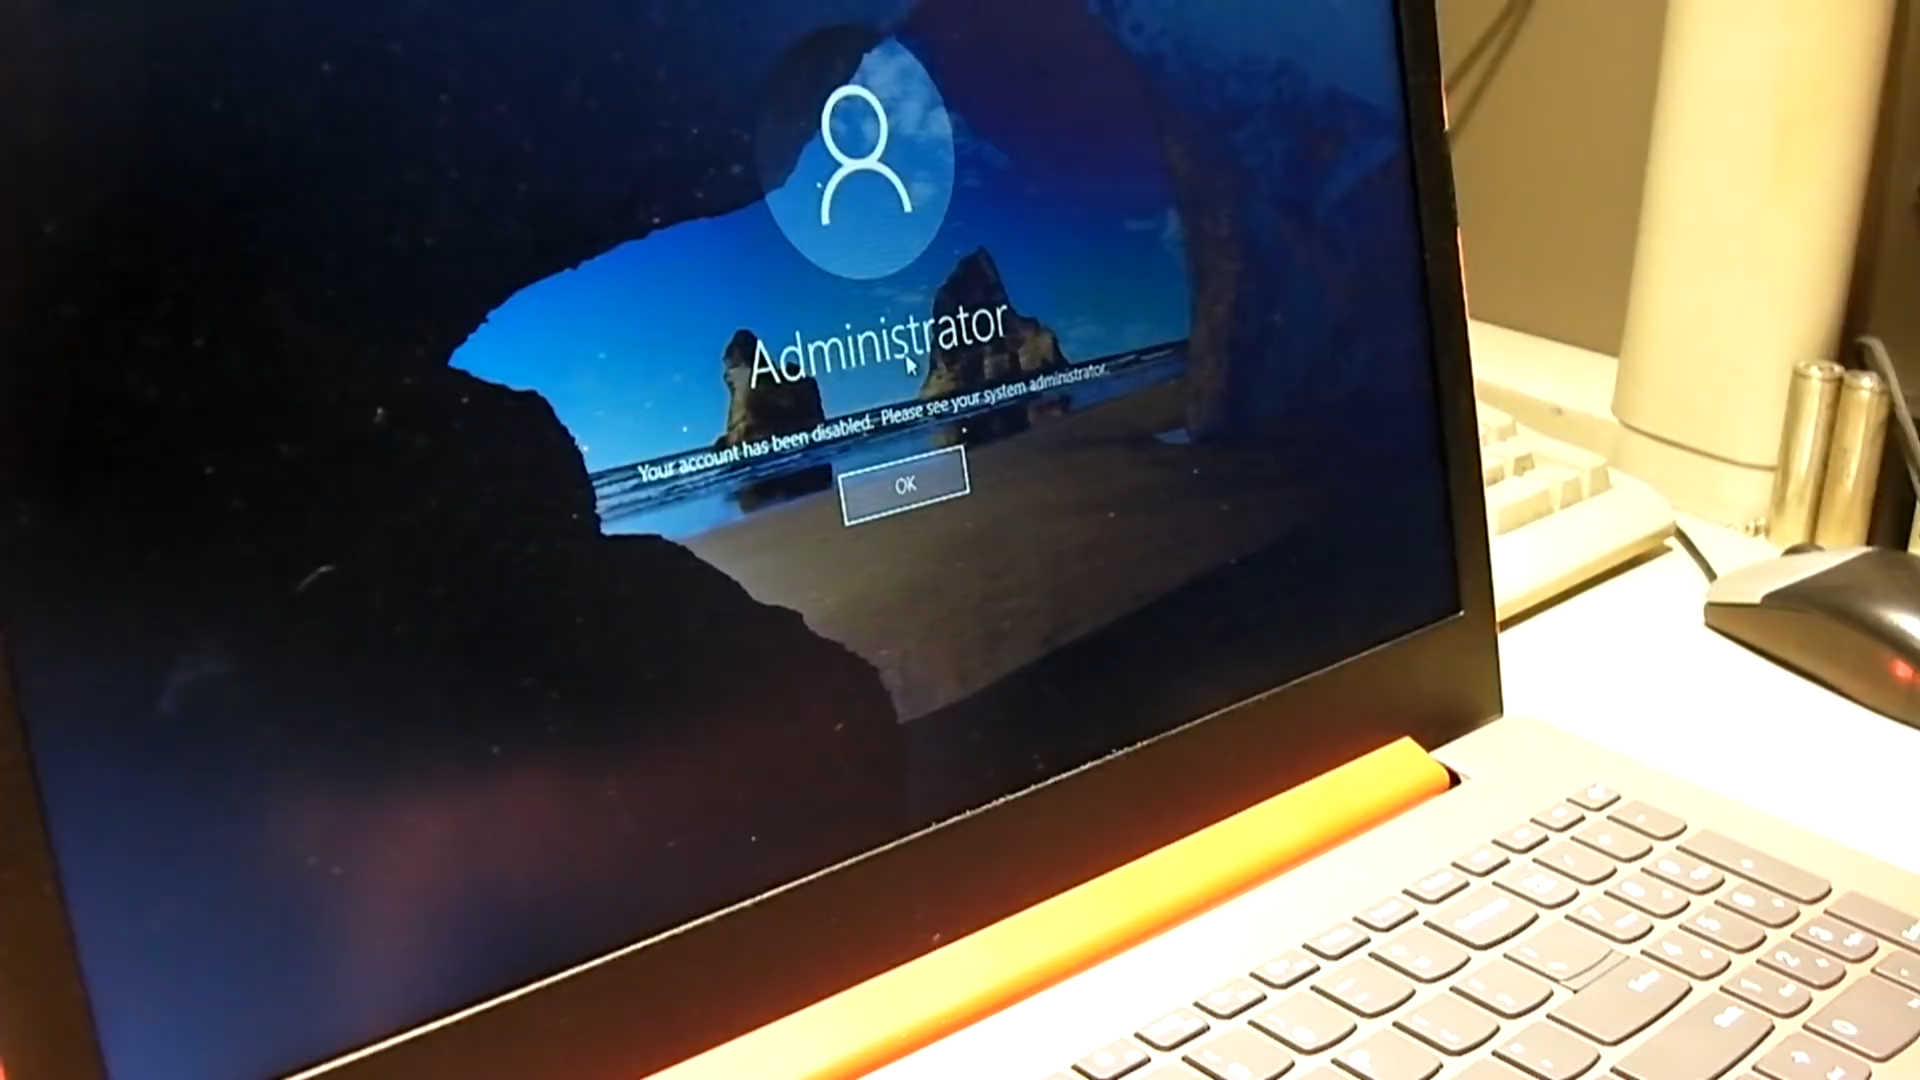 Administrator
Your account has been disabled. Please see your system administrator.
OK